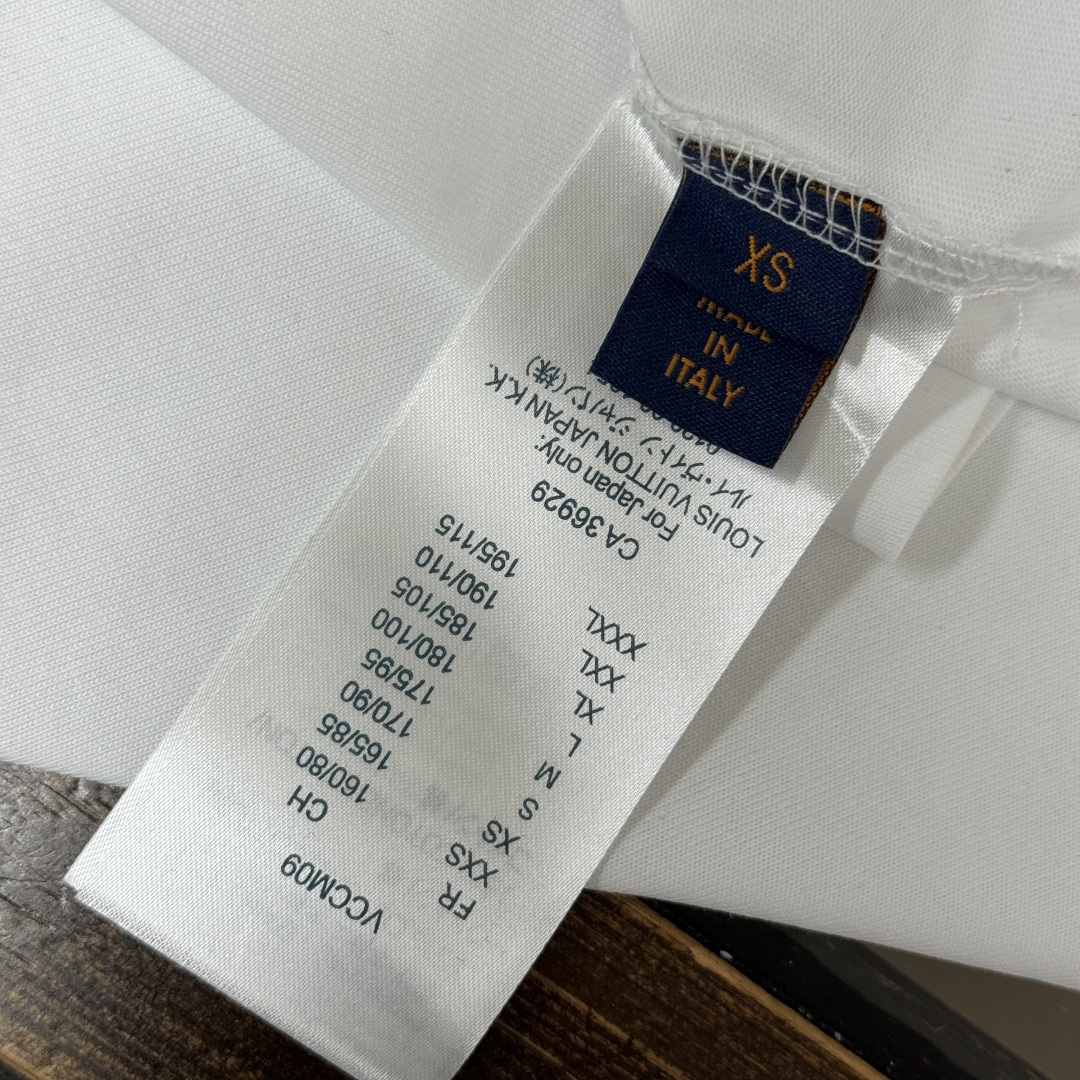 XS
MADE
IN
ITALY
VCCM09
FR CH
XXS 160/80
XS 165/85
S 170/90
M 175/95
L 180/100
XL 185/105
XXL 190/110
XXXL 195/115
CA 36929
For Japan only:
LOUIS VUITTON JAPAN K.K.
ルイ・ヴィトン ジャパン(株)